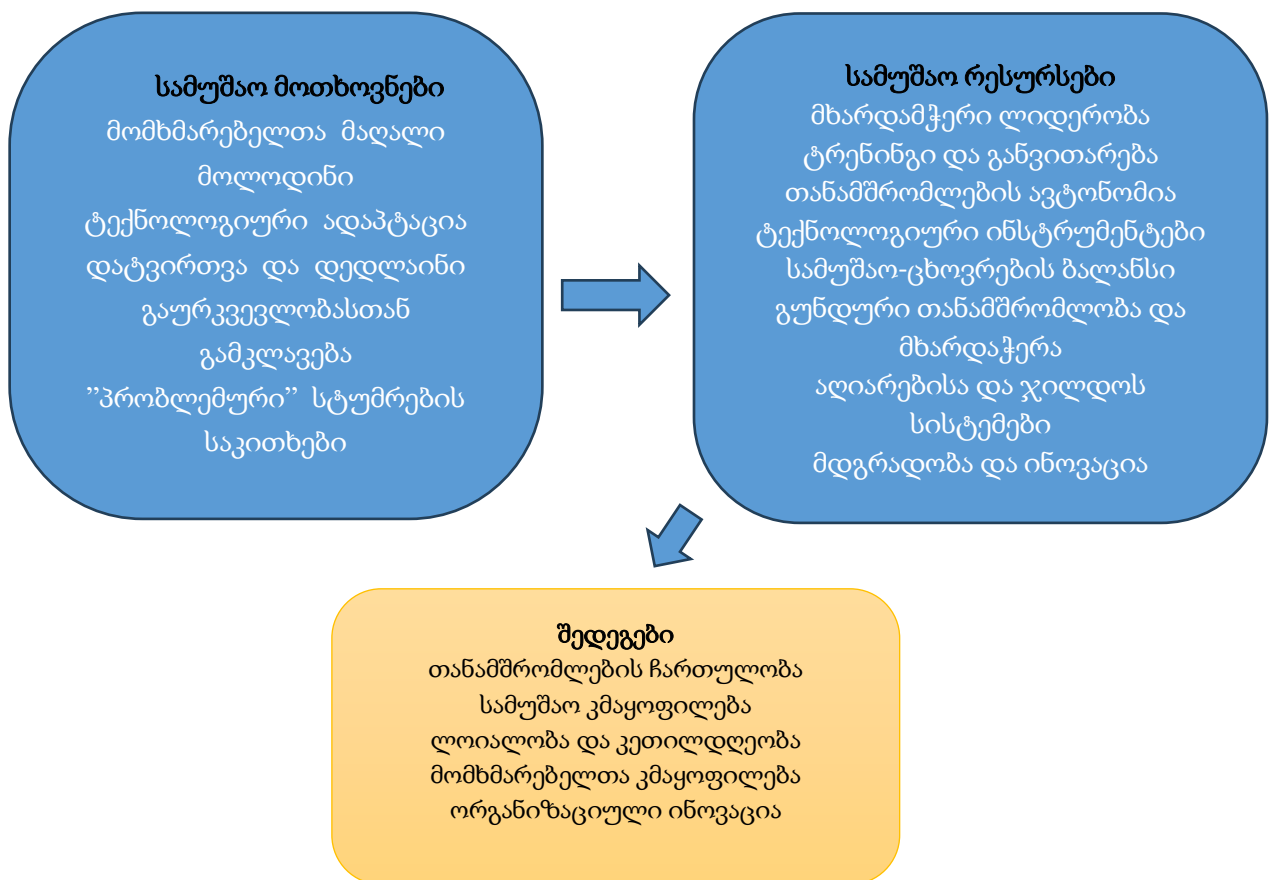 სამუშაო მოთხოვნები
მომხმარებელთა მაღალი
მოლოდინი
ტექნოლოგიური ადაპტაცია
დატვირთვა და დედლაინი
გაურკვევლობასთან
გამკლავება
”პრობლემური” სტუმრების
საკითხები
სამუშაო რესურსები
მხარდამჭერი ლიდერობა
ტრენინგი და განვითარება
თანამშრომლების ავტონომია
ტექნოლოგიური ინსტრუმენტები
სამუშაო-ცხოვრების ბალანსი
გუნდური თანამშრომლობა და
მხარდაჭერა
აღიარებისა და ჯილდოს
სისტემები
მდგრადობა და ინოვაცია
შედეგები
თანამშრომლების ჩართულობა
სამუშაო კმაყოფილება
ლოიალობა და კეთილდღეობა
მომხმარებელთა კმაყოფილება
ორგანიზაციული ინოვაცია